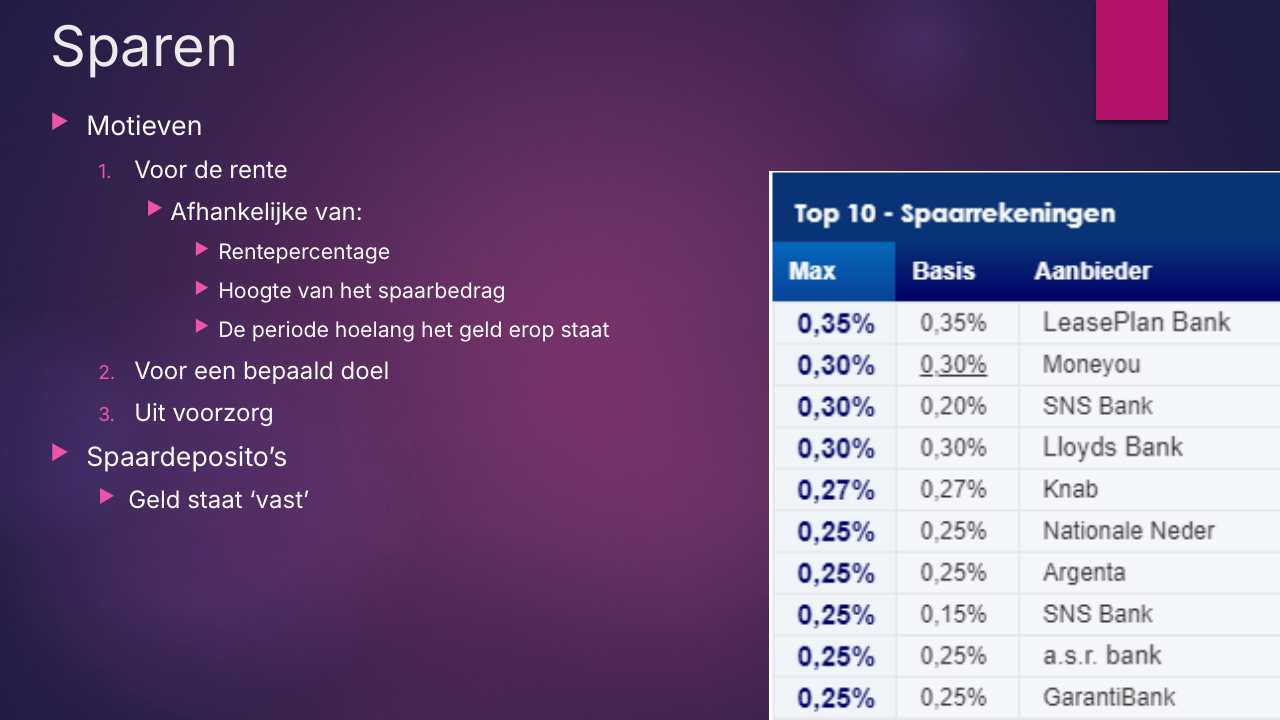 Sparen
Motieven
1. Voor de rente
Afhankelijke van:
Rentepercentage
Hoogte van het spaarbedrag
De periode hoelang het geld erop staat
2. Voor een bepaald doel
3. Uit voorzorg
Spaardeposito’s
Geld staat ‘vast’
Top 10 - Spaarrekeningen
Max Basis Aanbieder
0,35% 0,35% LeasePlan Bank
0,30% 0,30% Moneyou
0,30% 0,20% SNS Bank
0,30% 0,30% Lloyds Bank
0,27% 0,27% Knab
0,25% 0,25% Nationale Neder
0,25% 0,25% Argenta
0,25% 0,15% SNS Bank
0,25% 0,25% a.s.r. bank
0,25% 0,25% GarantiBank